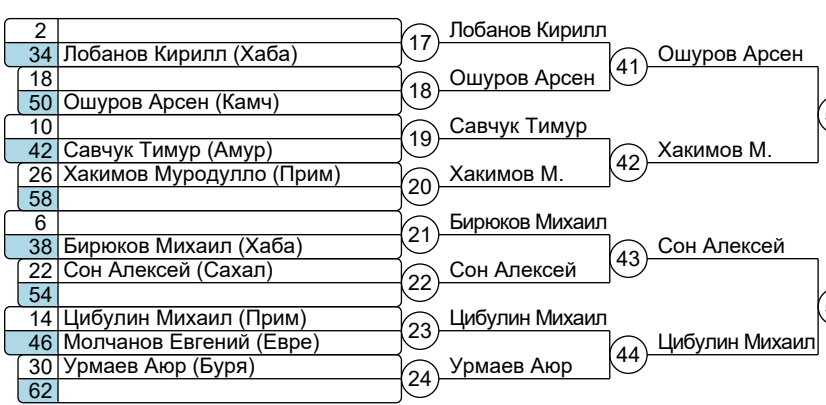 2
34 Лобанов Кирилл (Хаба)
18
50 Ошуров Арсен (Камч)
10
42 Савчук Тимур (Амур)
26 Хакимов Муродулло (Прим)
58
6
38 Бирюков Михаил (Хаба)
22 Сон Алексей (Сахал)
54
14 Цибулин Михаил (Прим)
46 Молчанов Евгений (Евре)
30 Урмаев Аюр (Буря)
62
17 Лобанов Кирилл
18 Ошуров Арсен
19 Савчук Тимур
20 Хакимов М.
21 Бирюков Михаил
22 Сон Алексей
23 Цибулин Михаил
24 Урмаев Аюр
41 Ошуров Арсен
42 Хакимов М.
43 Сон Алексей
44 Цибулин Михаил